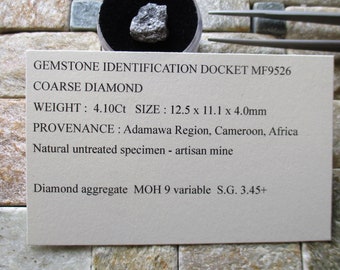 GEMSTONE IDENTIFICATION DOCKET MF9526
COARSE DIAMOND
WEIGHT : 4.10Ct SIZE : 12.5 x 11.1 x 4.0mm
PROVENANCE : Adamawa Region, Cameroon, Africa
Natural untreated specimen - artisan mine
Diamond aggregate MOH 9 variable S.G. 3.45+